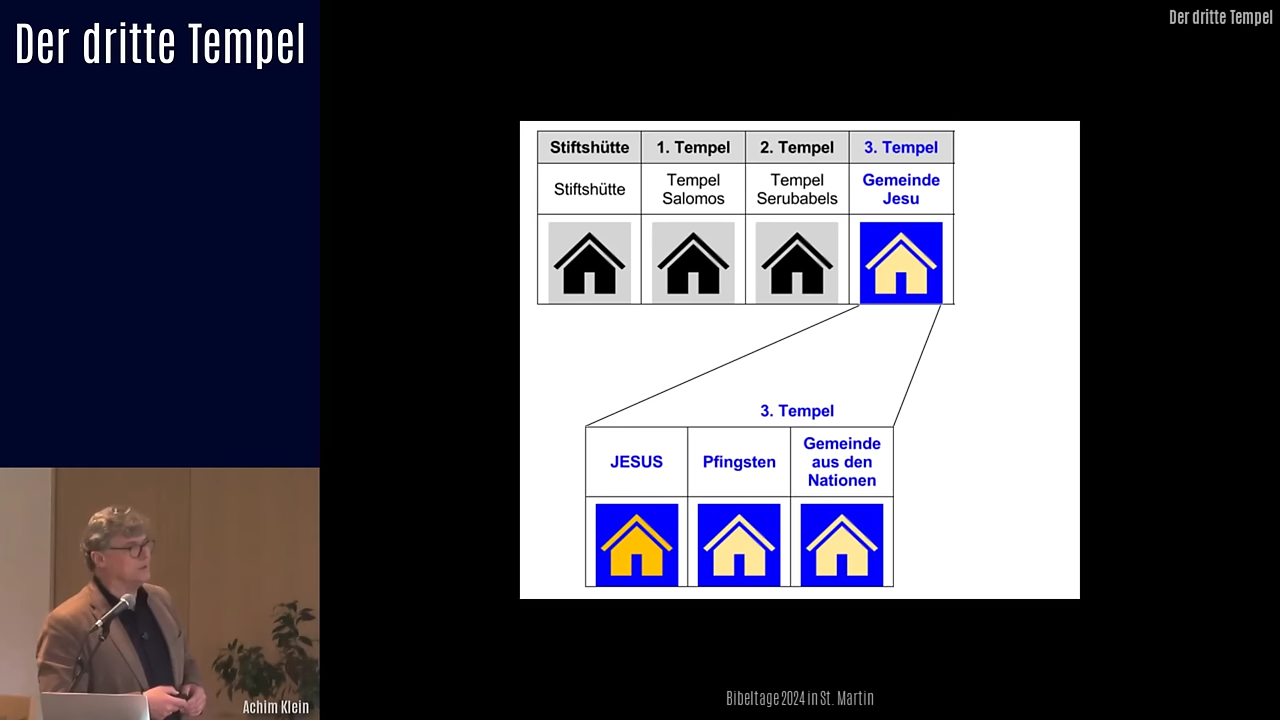 Der dritte Tempel
Der dritte Tempel
Stiftshütte 1. Tempel 2. Tempel 3. Tempel
Stiftshütte Tempel Salomos Tempel Serubabels Gemeinde Jesu
3. Tempel
JESUS Pfingsten Gemeinde aus den Nationen
Achim Klein
Bibeltage 2024 in St. Martin